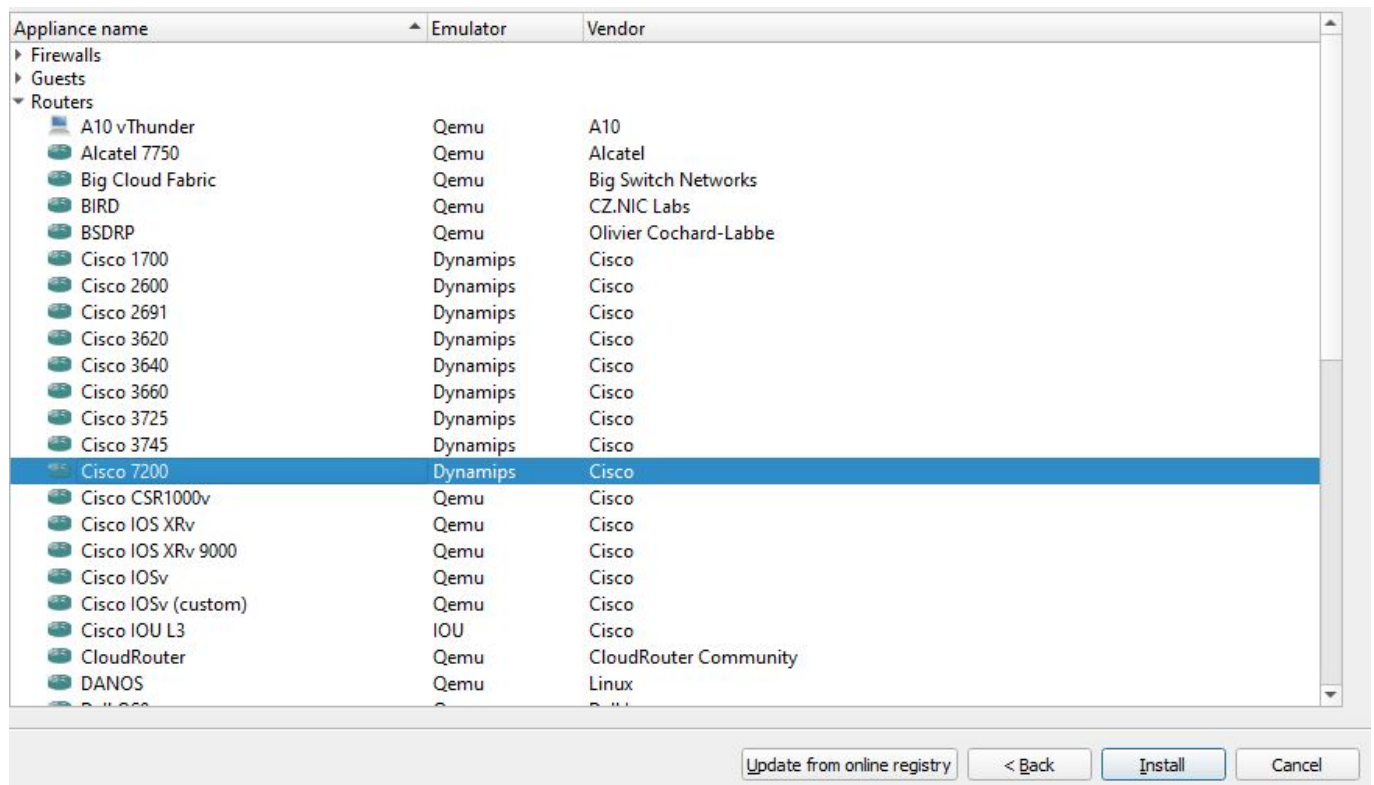 Appliance name Emulator Vendor
Firewalls
Guests
Routers
A10 vThunder Qemu A10
Alcatel 7750 Qemu Alcatel
Big Cloud Fabric Qemu Big Switch Networks
BIRD Qemu CZ.NIC Labs
BSDRP Qemu Olivier Cochard-Labbe
Cisco 1700 Dynamips Cisco
Cisco 2600 Dynamips Cisco
Cisco 2691 Dynamips Cisco
Cisco 3620 Dynamips Cisco
Cisco 3640 Dynamips Cisco
Cisco 3660 Dynamips Cisco
Cisco 3725 Dynamips Cisco
Cisco 3745 Dynamips Cisco
Cisco 7200 Dynamips Cisco
Cisco CSR1000v Qemu Cisco
Cisco IOS XRv Qemu Cisco
Cisco IOS XRv 9000 Qemu Cisco
Cisco IOSv Qemu Cisco
Cisco IOSv (custom) Qemu Cisco
Cisco IOU L3 IOU Cisco
CloudRouter Qemu CloudRouter Community
DANOS Qemu Linux
Update from online registry < Back Install Cancel